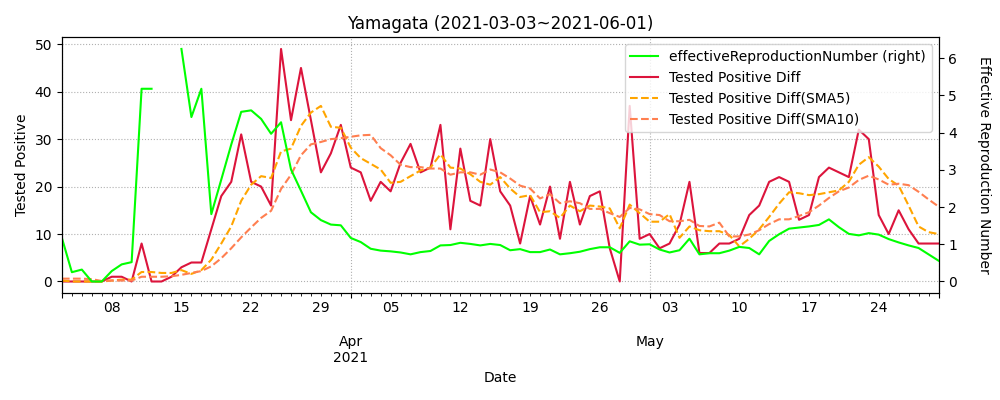 Yamagata (2021-03-03~2021-06-01)
50
40
30
20
10
0
Tested Positive
6
5
4
3
2
1
0
Effective Reproduction Number
effectiveReproductionNumber (right)
Tested Positive Diff
Tested Positive Diff(SMA5)
Tested Positive Diff(SMA10)
08 15 22 29 05 12 19 26 03 10 17 24
Apr May
2021
Date